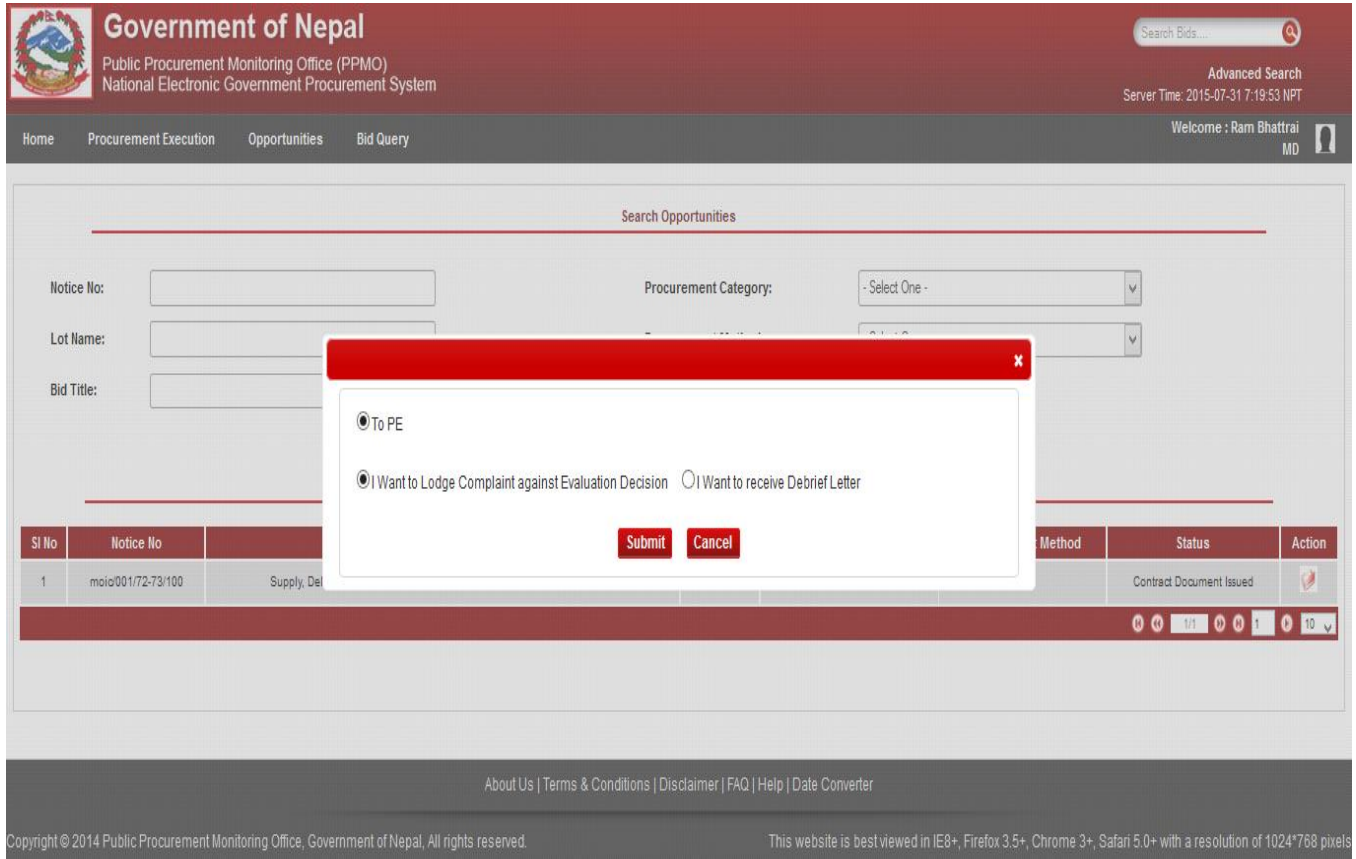 Government of Nepal
Public Procurement Monitoring Office (PPMO)
National Electronic Government Procurement System
Search Bids....
Advanced Search
Server Time: 2015-07-31 7:19:53 NPT
Home Procurement Execution Opportunities Bid Query
Welcome : Ram Bhattrai
MD
Search Opportunities
Notice No: Procurement Category: - Select One -
Lot Name:
Bid Title:
x
To PE
I Want to Lodge Complaint against Evaluation Decision I Want to receive Debrief Letter
Submit Cancel
Sl No Notice No Method Status Action
1 moic/001/72-73/100 Supply, Del Contract Document Issued
1/1 1 10
About Us | Terms & Conditions | Disclaimer | FAQ | Help | Date Converter
Copyright © 2014 Public Procurement Monitoring Office, Government of Nepal, All rights reserved. This website is best viewed in IE8+, Firefox 3.5+, Chrome 3+, Safari 5.0+ with a resolution of 1024*768 pixels